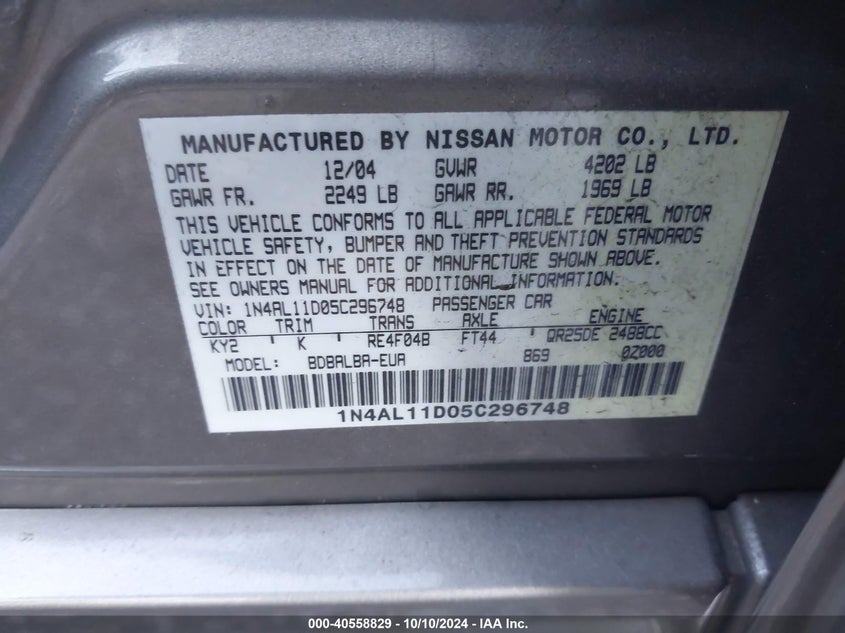 MANUFACTURED BY NISSAN MOTOR CO., LTD.
DATE 12/04 GVWR 4202 LB
GAWR FR. 2249 LB GAWR RR. 1969 LB
THIS VEHICLE CONFORMS TO ALL APPLICABLE FEDERAL MOTOR
VEHICLE SAFETY, BUMPER AND THEFT PREVENTION STANDARDS
IN EFFECT ON THE DATE OF MANUFACTURE SHOWN ABOVE.
SEE OWNERS MANUAL FOR ADDITIONAL INFORMATION.
VIN: 1N4AL11D05C296748 PASSENGER CAR
COLOR TRIM TRANS AXLE ENGINE
KY2 ' K ' RE4F04B ' FT44 ' QR25DE 2488CC
MODEL: BDBALBA-EUA 869 0Z000
1N4AL11D05C296748
000-40558829 - 10/10/2024 - IAA Inc.